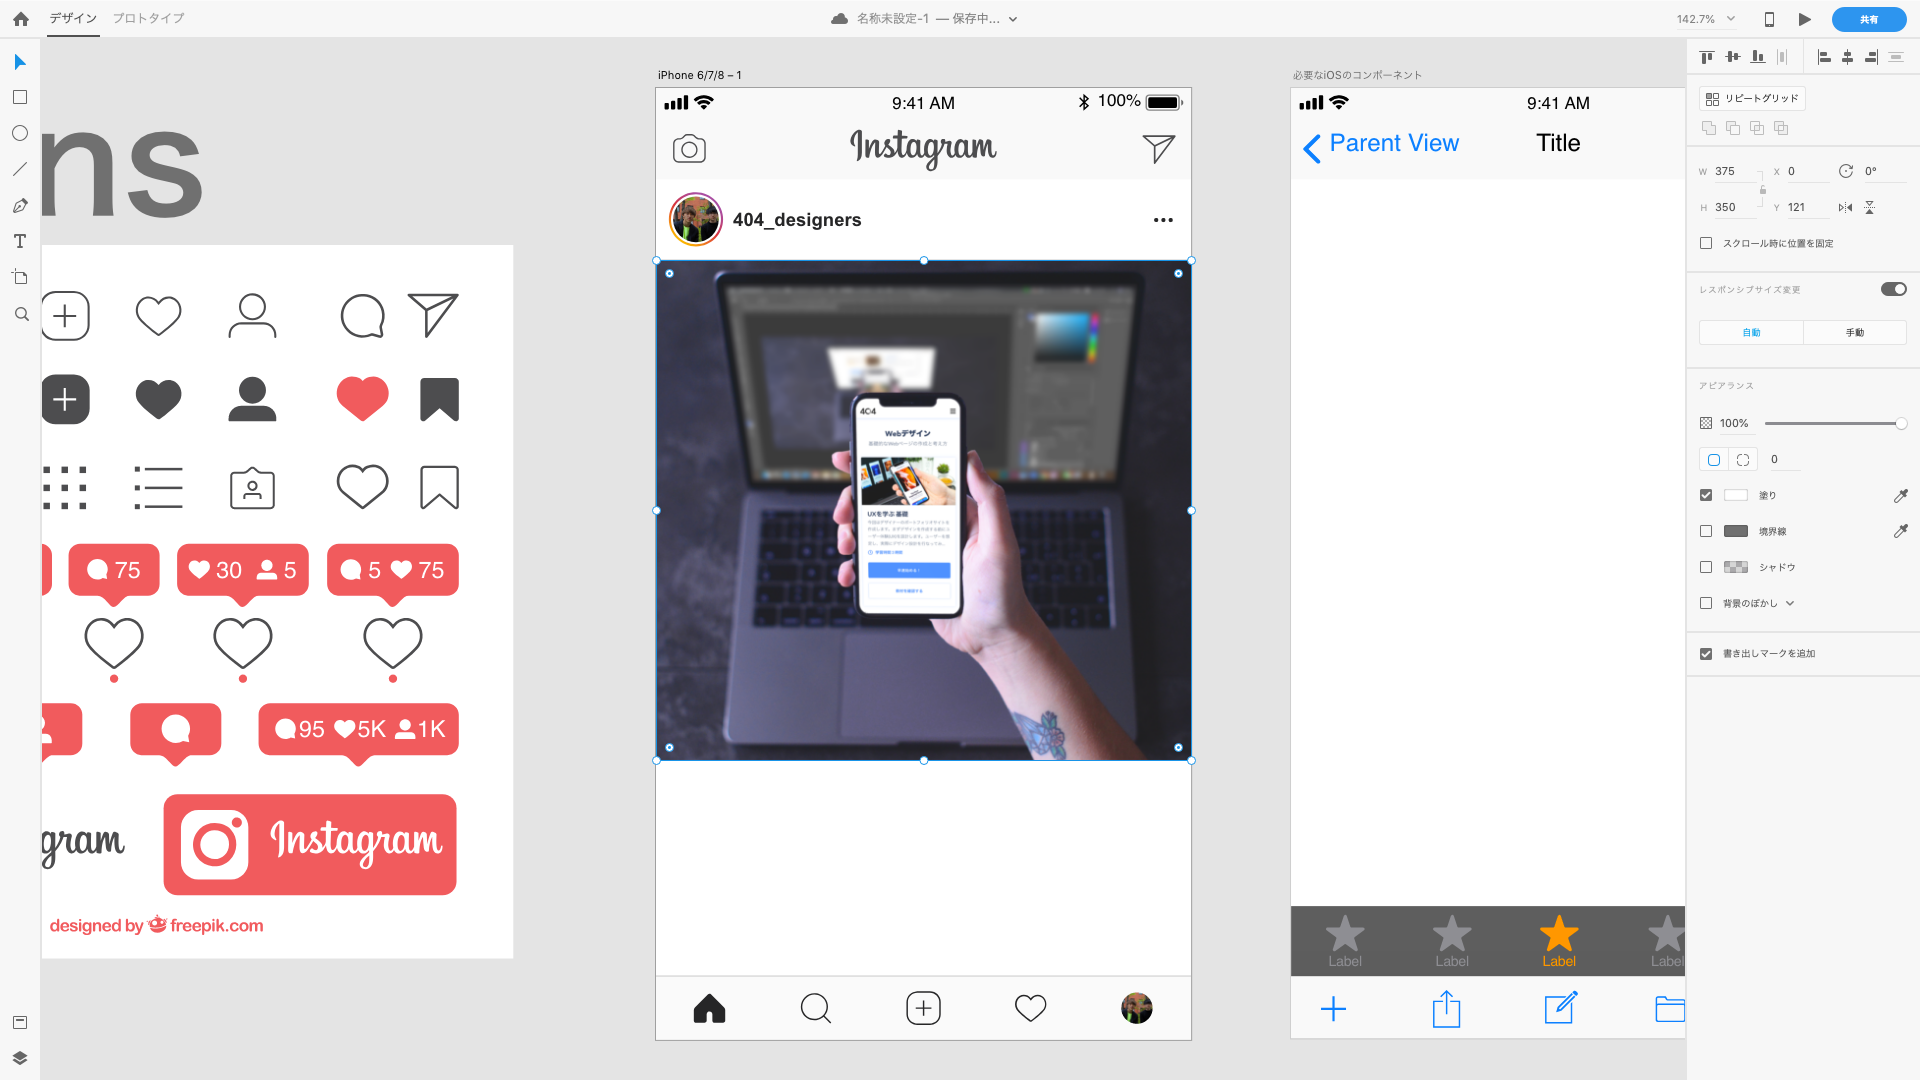 デザイン プロトタイプ
名称未設定-1 — 保存中...
142.7%
共有
iPhone 6/7/8 – 1
必要なiOSのコンポーネント
ns
9:41 AM
100%
Instagram
404_designers
404
Webデザイン
UXを学ぶ 基礎
9:41 AM
Parent View
Title
Label
Label
Label
Label
75
30 5
5 75
95 5K 1K
gram
Instagram
designed by freepik.com
リピートグリッド
W 375 X 0 0°
H 350 Y 121
スクロール時に位置を固定
レスポンシブサイズ変更
自動 手動
アピアランス
100%
0
塗り
境界線
シャドウ
背景のぼかし
書き出しマークを追加